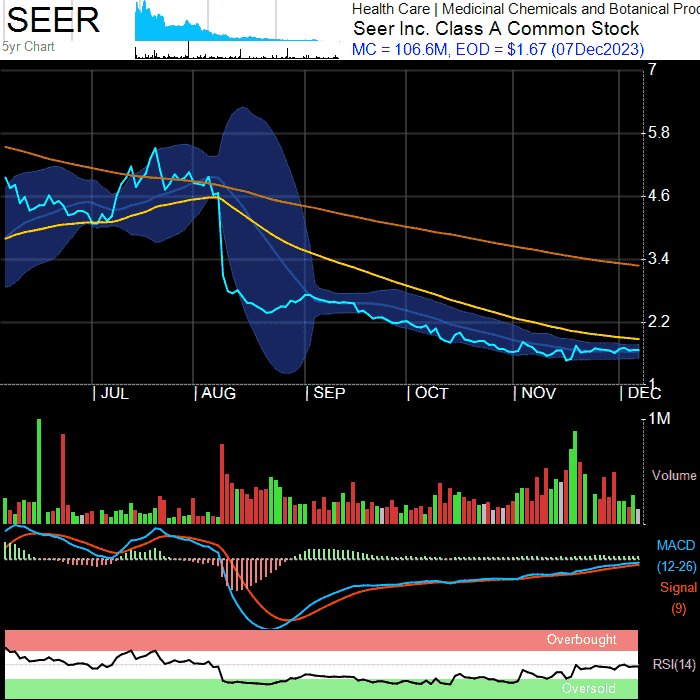 SEER
5yr Chart
Health Care | Medicinal Chemicals and Botanical Proc
Seer Inc. Class A Common Stock
MC = 106.6M, EOD = $1.67 (07Dec2023)
7
5.8
4.6
3.4
2.2
1
| JUL | AUG | SEP | OCT | NOV | DEC
1M
Volume
MACD
(12-26)
Signal
(9)
Overbought
RSI(14)
Oversold